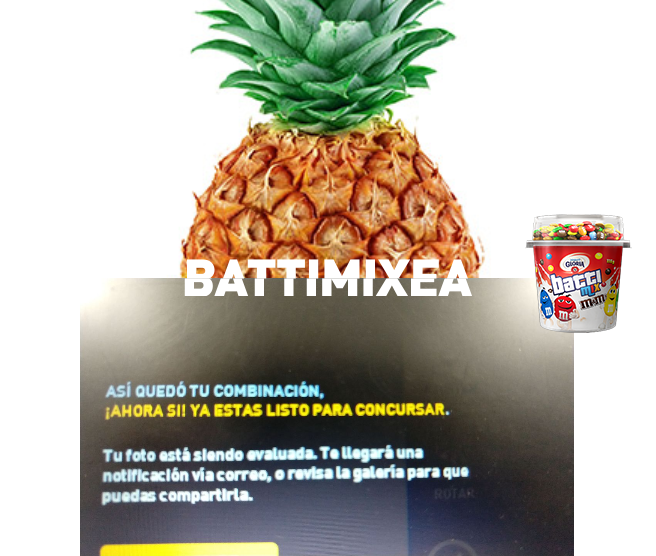 BATTIMIXEA
GLORIA
batti
mix
ASÍ QUEDÓ TU COMBINACIÓN,
¡AHORA SI! YA ESTAS LISTO PARA CONCURSAR.
Tu foto está siendo evaluada. Te llegará una
notificación vía correo, o revisa la galería para que
puedas compartirla.
ROTAR